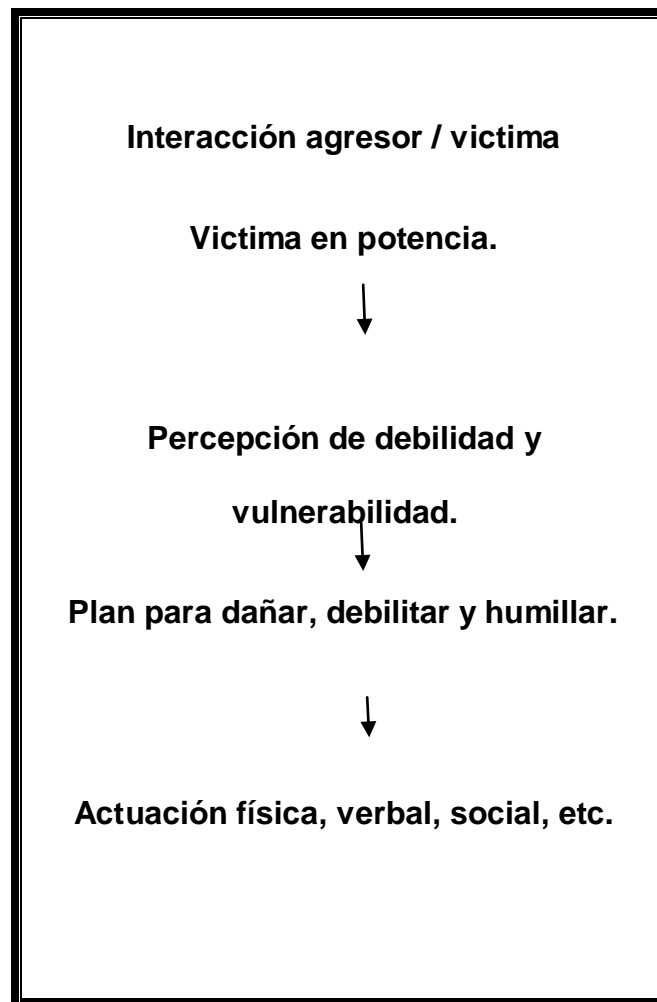 Interacción agresor / victima
Victima en potencia.
Percepción de debilidad y
vulnerabilidad.
Plan para dañar, debilitar y humillar.
Actuación física, verbal, social, etc.